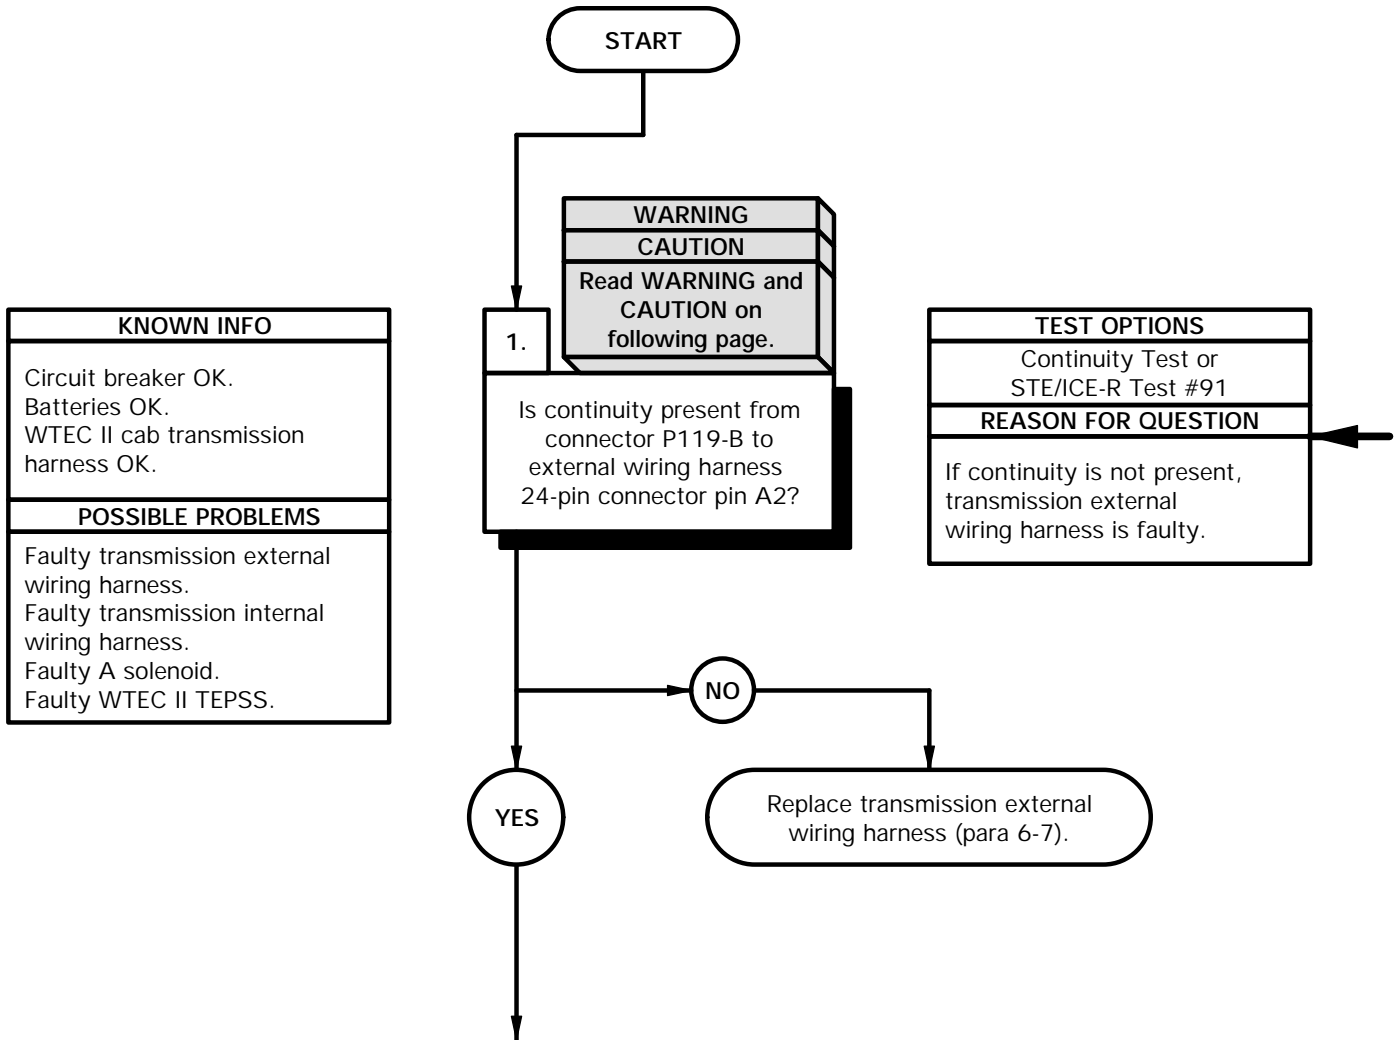 START
WARNING
CAUTION
Read WARNING and
CAUTION on
following page.
KNOWN INFO
Circuit breaker OK.
Batteries OK.
WTEC II cab transmission
harness OK.
POSSIBLE PROBLEMS
Faulty transmission external
wiring harness.
Faulty transmission internal
wiring harness.
Faulty A solenoid.
Faulty WTEC II TEPSS.
1.
Is continuity present from
connector P119-B to
external wiring harness
24-pin connector pin A2?
TEST OPTIONS
Continuity Test or
STE/ICE-R Test #91
REASON FOR QUESTION
If continuity is not present,
transmission external
wiring harness is faulty.
NO
YES
Replace transmission external
wiring harness (para 6-7).